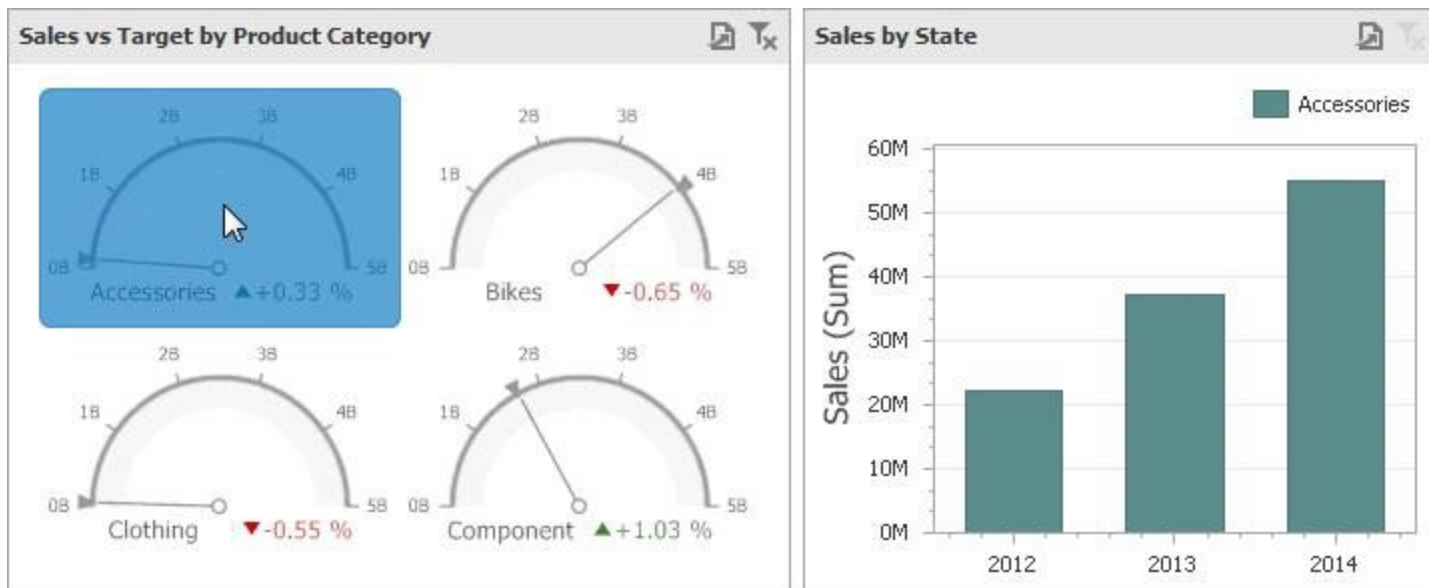 Sales vs Target by Product Category
2B 3B
1B 4B
0B 5B
Accessories ▲+0.33 %
2B 3B
1B 4B
0B 5B
Bikes ▼-0.65 %
2B 3B
1B 4B
0B 5B
Clothing ▼-0.55 %
2B 3B
1B 4B
0B 5B
Component ▲+1.03 %
Sales by State
Accessories
Sales (Sum)
60M
50M
40M
30M
20M
10M
0M
2012 2013 2014